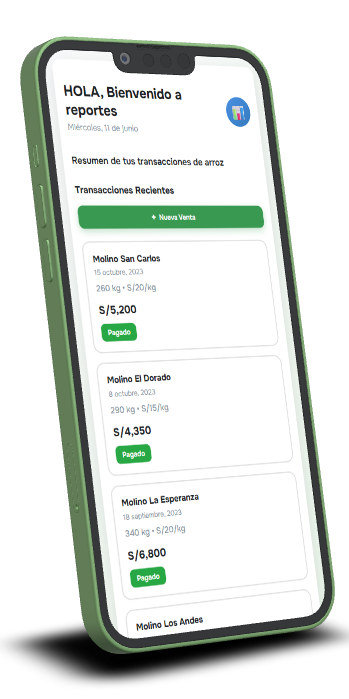 HOLA, Bienvenido a
reportes
Miércoles, 11 de junio
Resumen de tus transacciones de arroz
Transacciones Recientes
+ Nueva Venta
Molino San Carlos
15 octubre, 2023
260 kg • S/20/kg
S/5,200
Pagado
Molino El Dorado
8 octubre, 2023
290 kg • S/15/kg
S/4,350
Pagado
Molino La Esperanza
18 septiembre, 2023
340 kg • S/20/kg
S/6,800
Pagado
Molino Los Andes